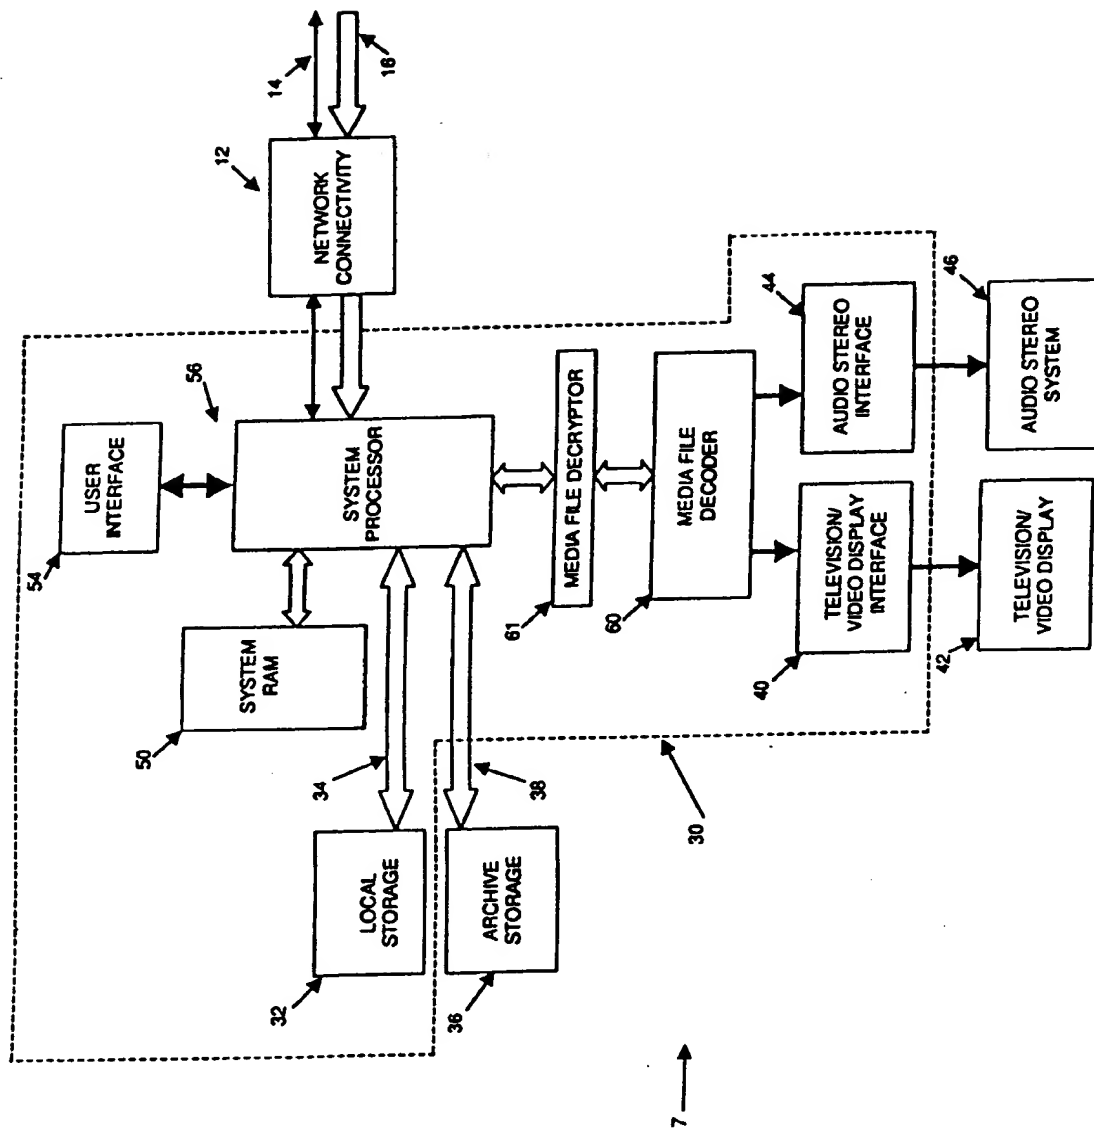 14
16
12
NETWORK
CONNECTIVITY
56
54
USER
INTERFACE
SYSTEM
PROCESSOR
50
SYSTEM
RAM
34
38
32
LOCAL
STORAGE
36
ARCHIVE
STORAGE
61
MEDIA FILE DECRYPTOR
60
MEDIA FILE
DECODER
44
AUDIO STEREO
INTERFACE
46
AUDIO STEREO
SYSTEM
40
TELEVISION/
VIDEO DISPLAY
INTERFACE
42
TELEVISION/
VIDEO DISPLAY
30
7